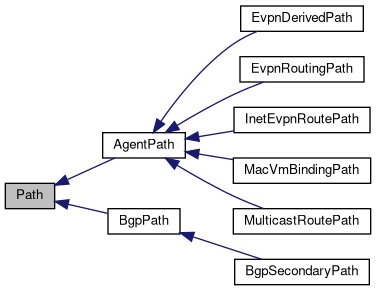 EvpnDerivedPath
EvpnRoutingPath
InetEvpnRoutePath
AgentPath
MacVmBindingPath
Path
BgpPath
MulticastRoutePath
BgpSecondaryPath